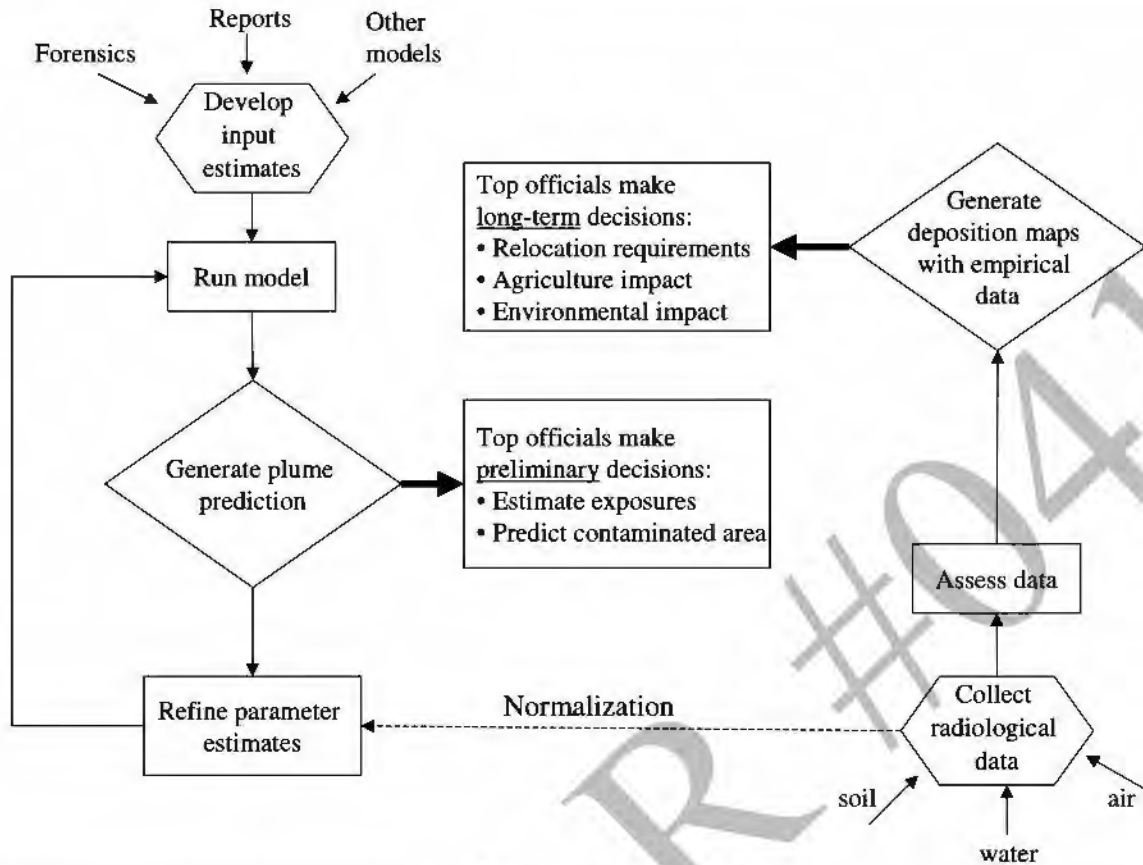 Reports
Other
models
Forensics
Develop
input
estimates
Run model
Generate plume
prediction
Refine parameter
estimates
Top officials make
long-term decisions:
• Relocation requirements
• Agriculture impact
• Environmental impact
Top officials make
preliminary decisions:
• Estimate exposures
• Predict contaminated area
Generate
deposition maps
with empirical
data
Assess data
Collect
radiological
data
Normalization
soil
water
air
R #041